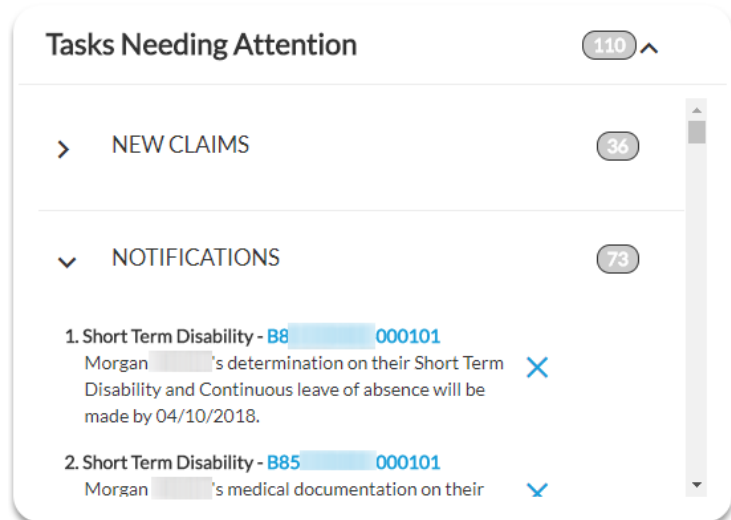 Tasks Needing Attention 110
NEW CLAIMS 36
NOTIFICATIONS 73
1. Short Term Disability - B8 000101
Morgan 's determination on their Short Term
Disability and Continuous leave of absence will be
made by 04/10/2018.
2. Short Term Disability - B85 000101
Morgan 's medical documentation on their